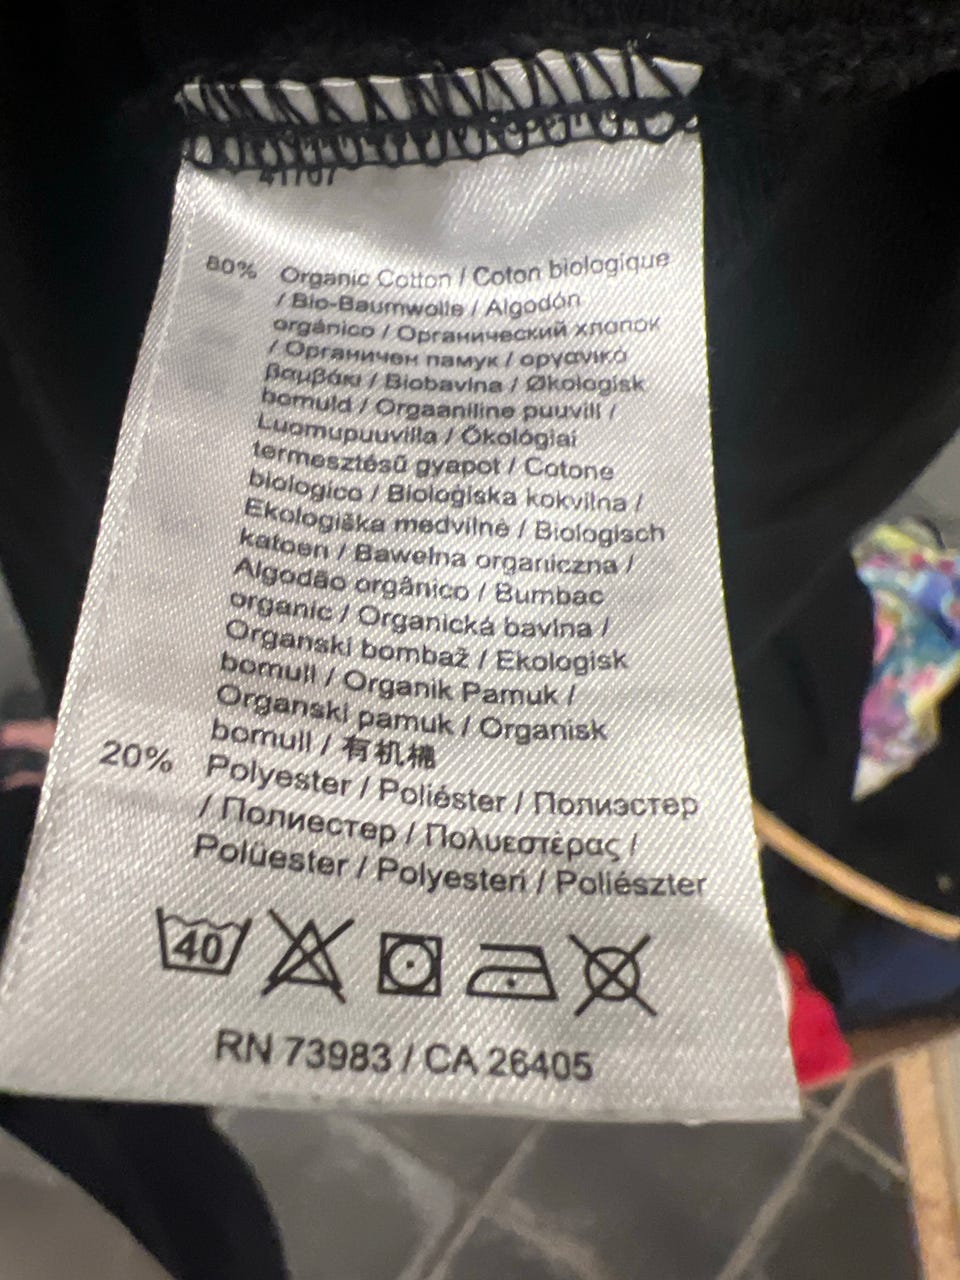 41767
80% Organic Cotton / Coton biologique
/ Bio-Baumwolle / Algodón
orgánico / Органический хлопок
/ Органичен памук / οργανικό
βαμβάκι / Biobavlna / Økologisk
bomuld / Orgaaniline puuvill /
Luomupuuvilla / Ökológiai
termesztésű gyapot / Cotone
biologico / Bioloģiska kokvilna /
Ekologiška medvilnė / Biologisch
katoen / Bawełna organiczna /
Algodão orgânico / Bumbac
organic / Organická bavlna /
Organski bombaž / Ekologisk
bomull / Organik Pamuk /
Organski pamuk / Organisk
bomull / 有机棉
20% Polyester / Poliéster / Полиэстер
/ Полиестер / Πολυεστέρας /
Polüester / Polyesteri / Poliészter
40
RN 73983 / CA 26405